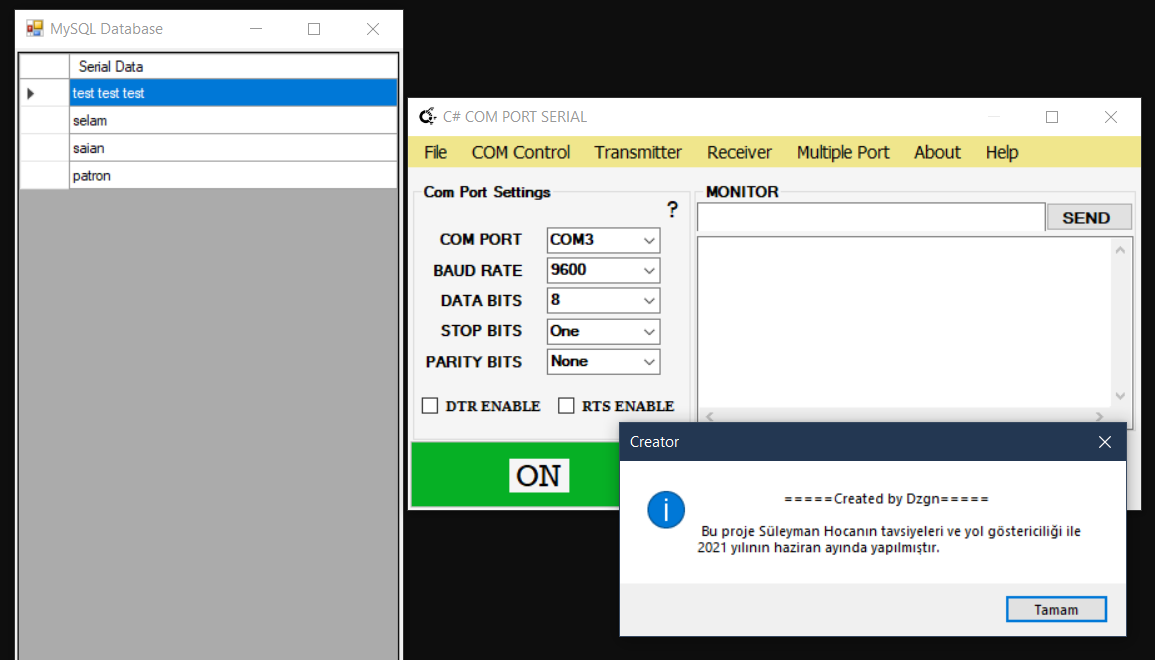 MySQL Database
Serial Data
test test test
selam
saian
patron
C# COM PORT SERIAL
File COM Control Transmitter Receiver Multiple Port About Help
Com Port Settings
?
COM PORT COM3
BAUD RATE 9600
DATA BITS 8
STOP BITS One
PARITY BITS None
DTR ENABLE RTS ENABLE
ON
MONITOR
SEND
Creator
=====Created by Dzgn=====
Bu proje Süleyman Hocanın tavsiyeleri ve yol göstericiliği ile
2021 yılının haziran ayında yapılmıştır.
Tamam